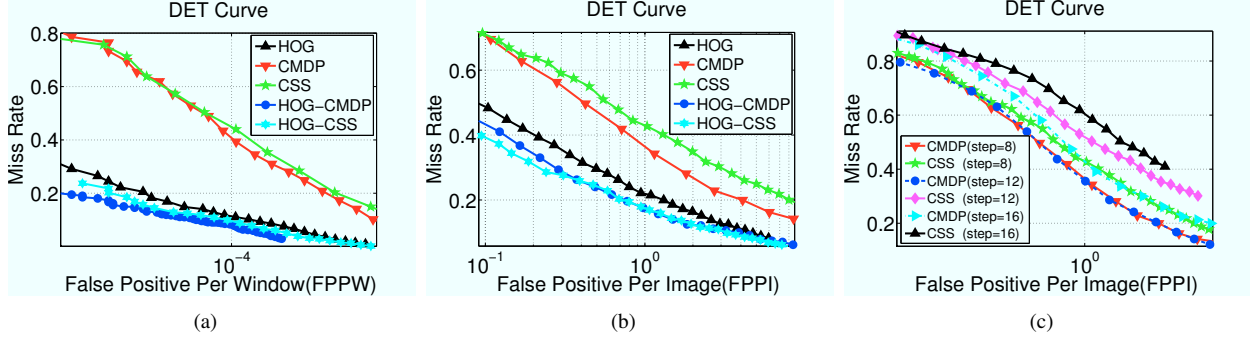 DET Curve
Miss Rate
0.8
0.6
0.4
0.2
HOG
CMDP
CSS
HOG-CMDP
HOG-CSS
10^-4
False Positive Per Window(FPPW)
(a)
DET Curve
Miss Rate
0.6
0.4
0.2
HOG
CMDP
CSS
HOG-CMDP
HOG-CSS
10^-1
10^0
10^1
False Positive Per Image(FPPI)
(b)
DET Curve
Miss Rate
0.8
0.6
0.4
0.2
CMDP(step=8)
CSS (step=8)
CMDP(step=12)
CSS (step=12)
CMDP(step=16)
CSS (step=16)
10^0
False Positive Per Image(FPPI)
(c)